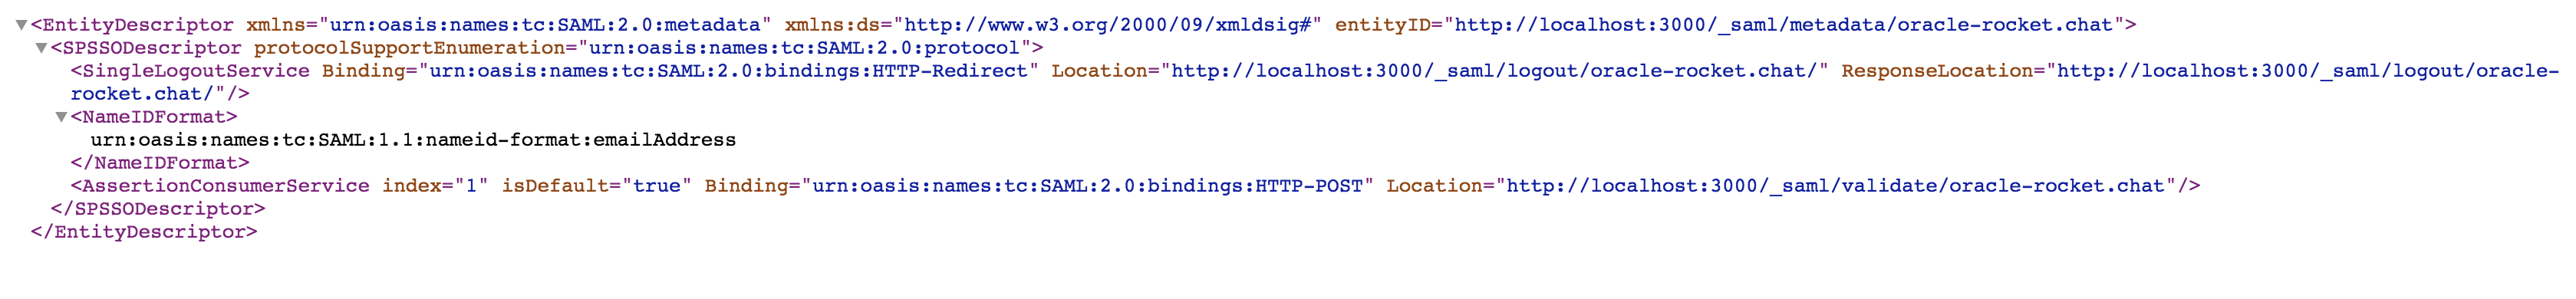 <EntityDescriptor xmlns="urn:oasis:names:tc:SAML:2.0:metadata" xmlns:ds="http://www.w3.org/2000/09/xmldsig#" entityID="http://localhost:3000/_saml/metadata/oracle-rocket.chat">
<SPSSODescriptor protocolSupportEnumeration="urn:oasis:names:tc:SAML:2.0:protocol">
<SingleLogoutService Binding="urn:oasis:names:tc:SAML:2.0:bindings:HTTP-Redirect" Location="http://localhost:3000/_saml/logout/oracle-rocket.chat/" ResponseLocation="http://localhost:3000/_saml/logout/oracle-
rocket.chat/"/>
<NameIDFormat>
urn:oasis:names:tc:SAML:1.1:nameid-format:emailAddress
</NameIDFormat>
<AssertionConsumerService index="1" isDefault="true" Binding="urn:oasis:names:tc:SAML:2.0:bindings:HTTP-POST" Location="http://localhost:3000/_saml/validate/oracle-rocket.chat"/>
</SPSSODescriptor>
</EntityDescriptor>